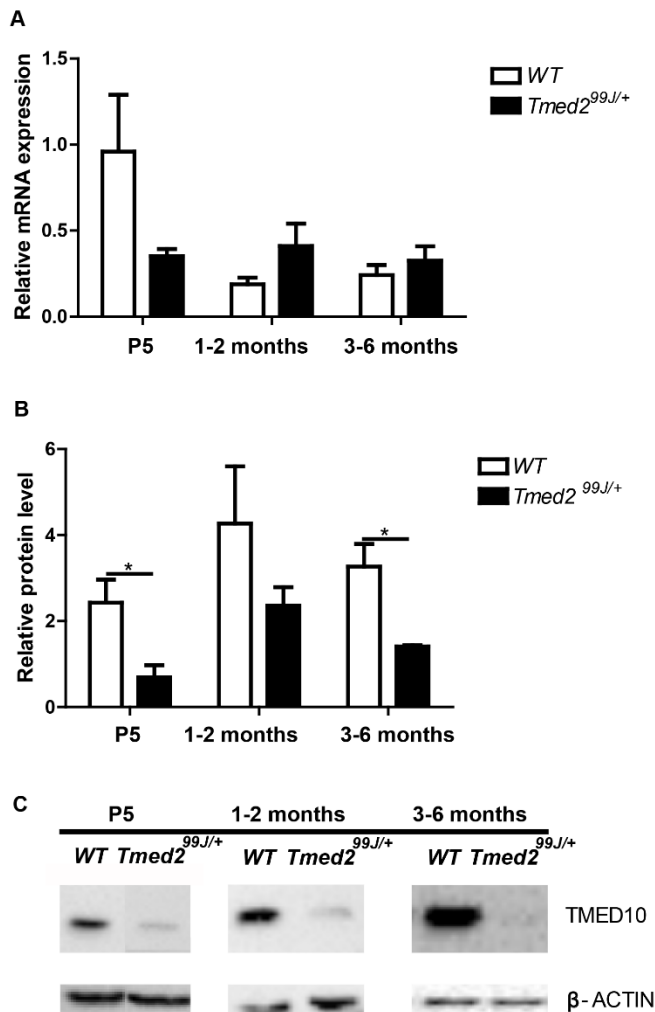 A
Relative mRNA expression
1.5
1.0
0.5
0.0
WT
Tmed2^99J/+
P5 1-2 months 3-6 months
B
Relative protein level
6
4
2
0
* *
WT
Tmed2 ^99J/+
P5 1-2 months 3-6 months
C
P5 1-2 months 3-6 months
WT Tmed2^99J/+ WT Tmed2^99J/+ WT Tmed2^99J/+
TMED10
β- ACTIN